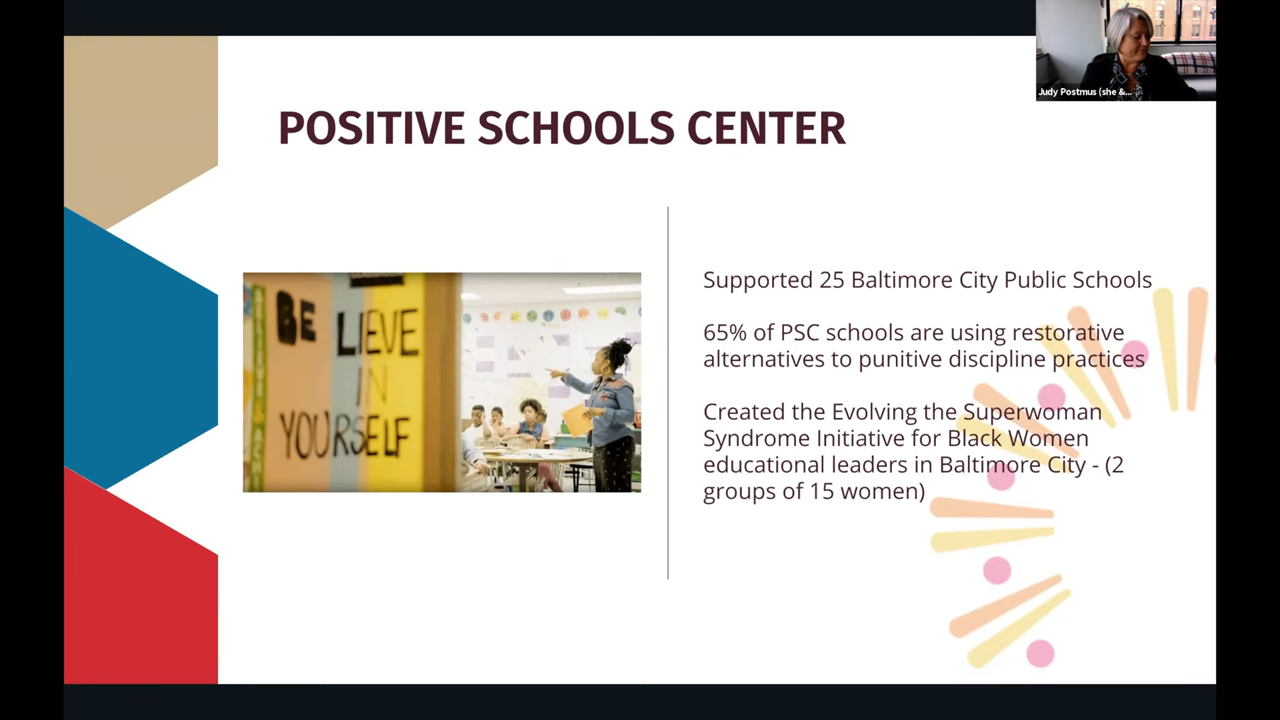 Judy Postmus (she &...
POSITIVE SCHOOLS CENTER
BE LIEVE
IN
YOURSELF
Supported 25 Baltimore City Public Schools
65% of PSC schools are using restorative
alternatives to punitive discipline practices
Created the Evolving the Superwoman
Syndrome Initiative for Black Women
educational leaders in Baltimore City - (2
groups of 15 women)